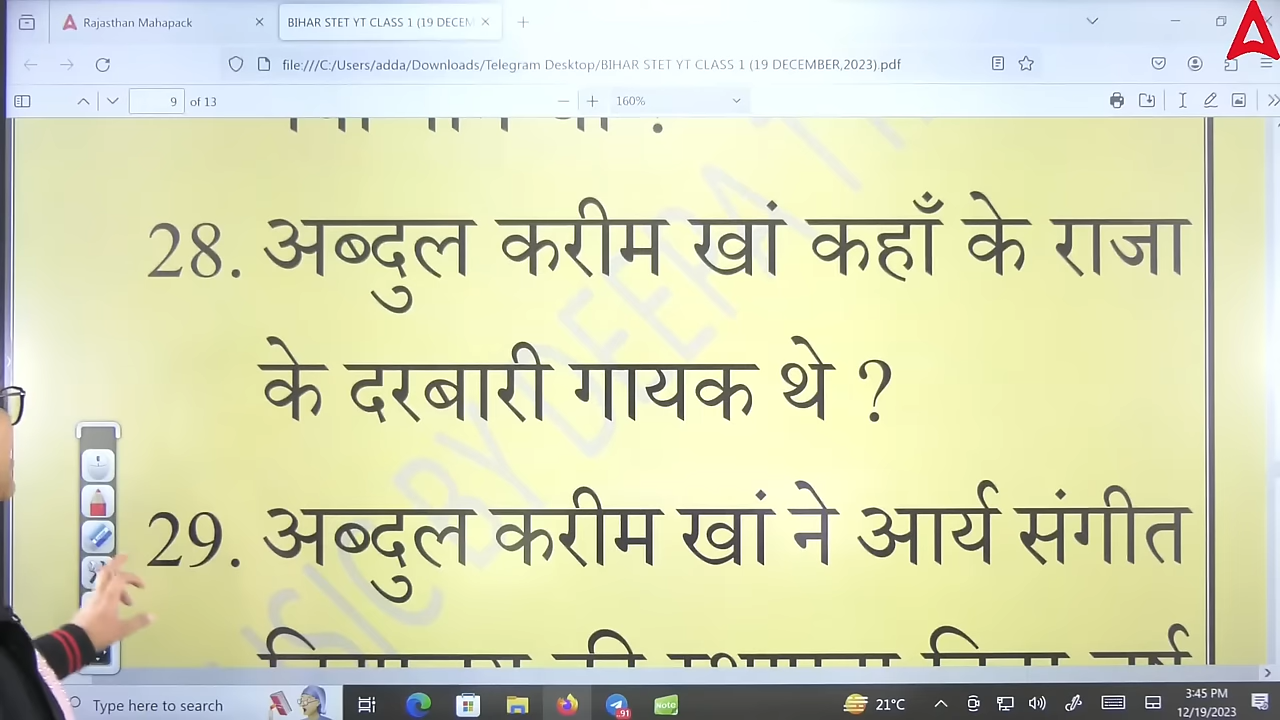 Rajasthan Mahapack
BIHAR STET YT CLASS 1 (19 DECEM
file:///C:/Users/adda/Downloads/Telegram Desktop/BIHAR STET YT CLASS 1 (19 DECEMBER,2023).pdf
9 of 13
160%
28. अब्दुल करीम खां कहाँ के राजा
के दरबारी गायक थे ?
29. अब्दुल करीम खां ने आर्य संगीत
Type here to search
91
Note
21°C
3:45 PM
12/19/2023